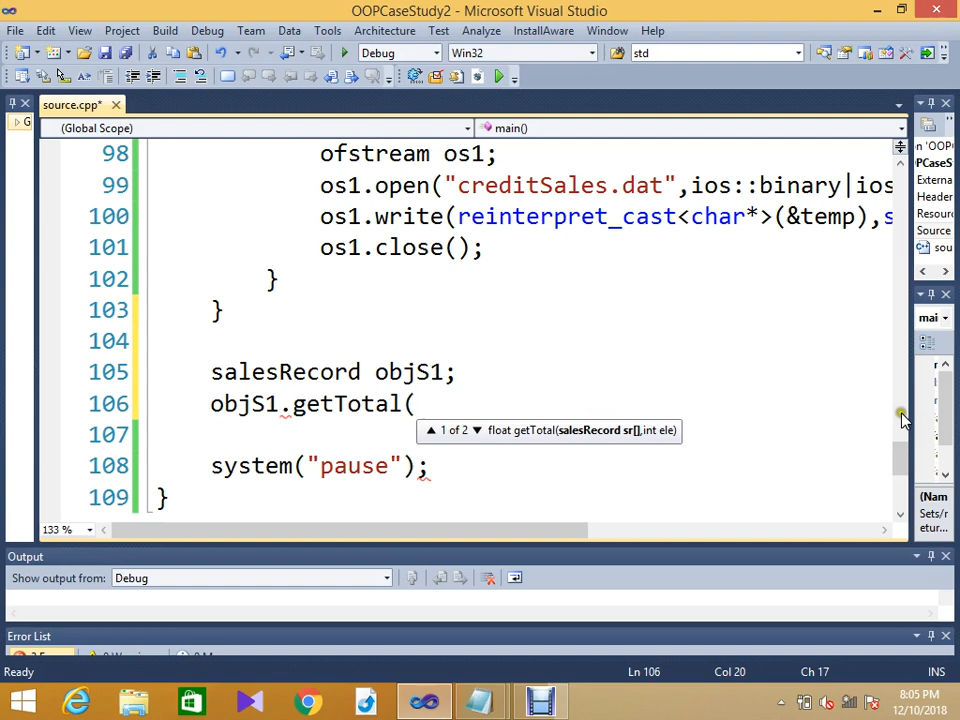 OOPCaseStudy2 - Microsoft Visual Studio
File Edit View Project Build Debug Team Data Tools Architecture Test Analyze InstallAware Window Help
Debug Win32 std
source.cpp*
(Global Scope) main()
98 ofstream os1;
99 os1.open("creditSales.dat",ios::binary|ios
100 os1.write(reinterpret_cast<char*>(&temp),s
101 os1.close();
102 }
103 }
104
105 salesRecord objS1;
106 objS1.getTotal(
1 of 2 float getTotal(salesRecord sr[],int ele)
107
108 system("pause");
109 }
133 %
G
n 'OOPC
PCaseS
Externa
Header
Resour
Source
sou
mai
(Nam
Sets/r
etur...
Output
Show output from: Debug
Error List
Ready Ln 106 Col 20 Ch 17 INS
8:05 PM
12/10/2018